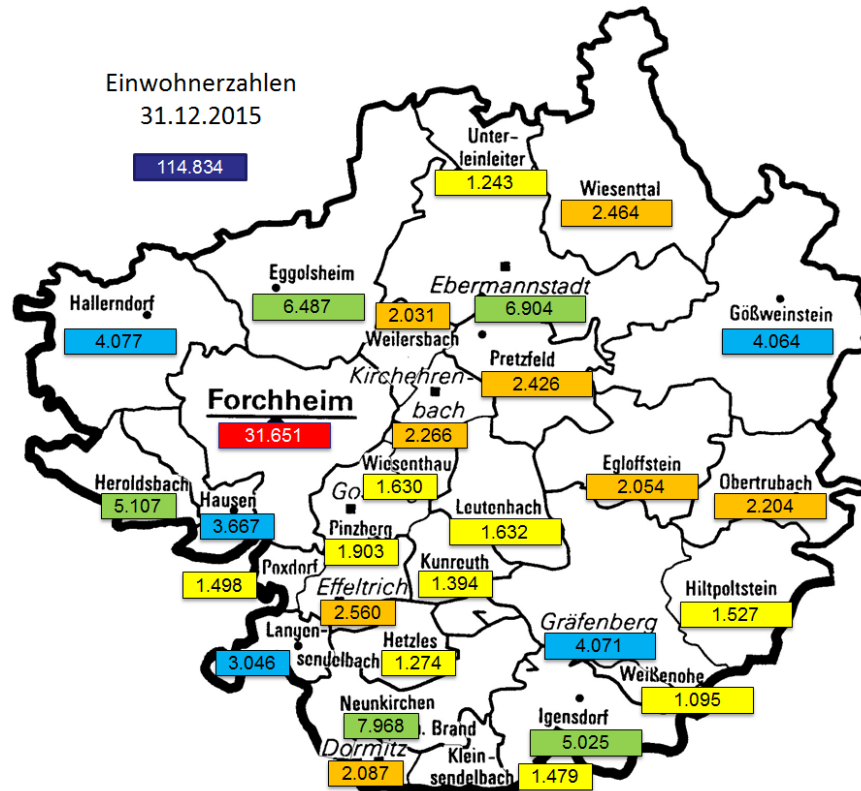 Einwohnerzahlen
31.12.2015
114.834
Unter-
leinleiter
1.243
Wiesenttal
2.464
Eggolsheim
6.487
Ebermannstadt
6.904
Hallerndorf
4.077
2.031
Weilersbach
Gößweinstein
4.064
Pretzfeld
2.426
Kirchehren-
bach
2.266
Forchheim
31.651
Wiesenthau
1.630
Egloffstein
2.054
Obertrubach
2.204
Heroldsbach
5.107
Hausen
3.667
Go
Pinzberg
1.903
Leutenbach
1.632
Poxdorf
1.498
Kunreuth
1.394
Effeltrich
2.560
Hiltpoltstein
1.527
Langen-
sendelbach
3.046
Hetzles
1.274
Gräfenberg
4.071
Weißenohe
1.095
Neunkirchen
7.968 . Brand
Igensdorf
5.025
Dormitz
2.087
Klein-
sendelbach
1.479